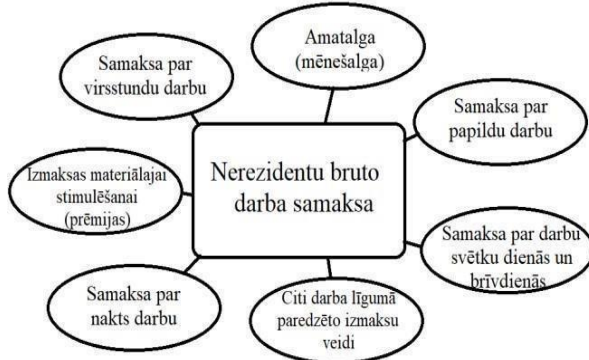 Amatalga
(mēnešalga)
Samaksa par
virsstundu darbu
Samaksa par
papildu darbu
Nerezidentu bruto
darba samaksa
Izmaksas materiālajai
stimulēšanai
(prēmijas)
Samaksa par darbu
svētku dienās un
brīvdienās
Samaksa par
nakts darbu
Citi darba līgumā
paredzēto izmaksu
veidi